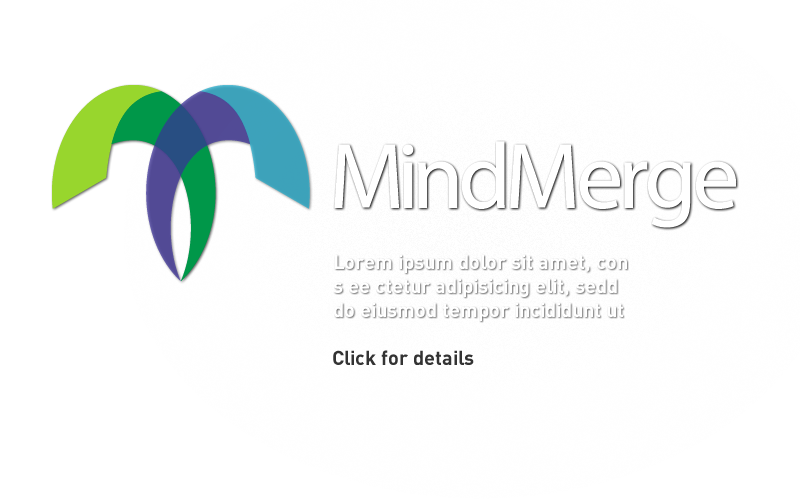 MindMerge
Lorem ipsum dolor sit amet, con
s ee ctetur adipisicing elit, sedd
do eiusmod tempor incididunt ut
Click for details